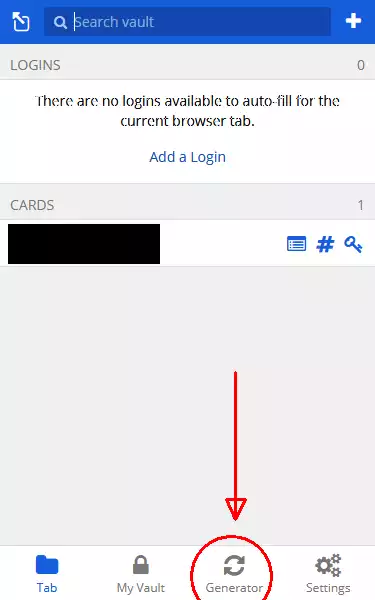 Search vault
LOGINS 0
There are no logins available to auto-fill for the
current browser tab.
Add a Login
CARDS 1
Tab My Vault Generator Settings